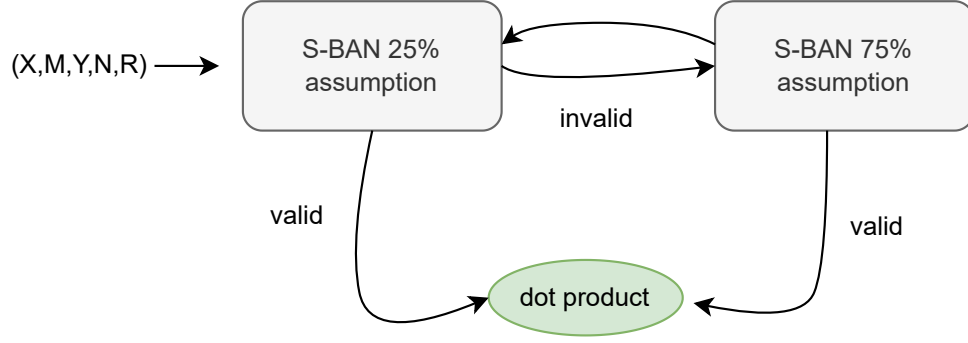 (X,M,Y,N,R)
S-BAN 25%
assumption
S-BAN 75%
assumption
invalid
valid
valid
dot product